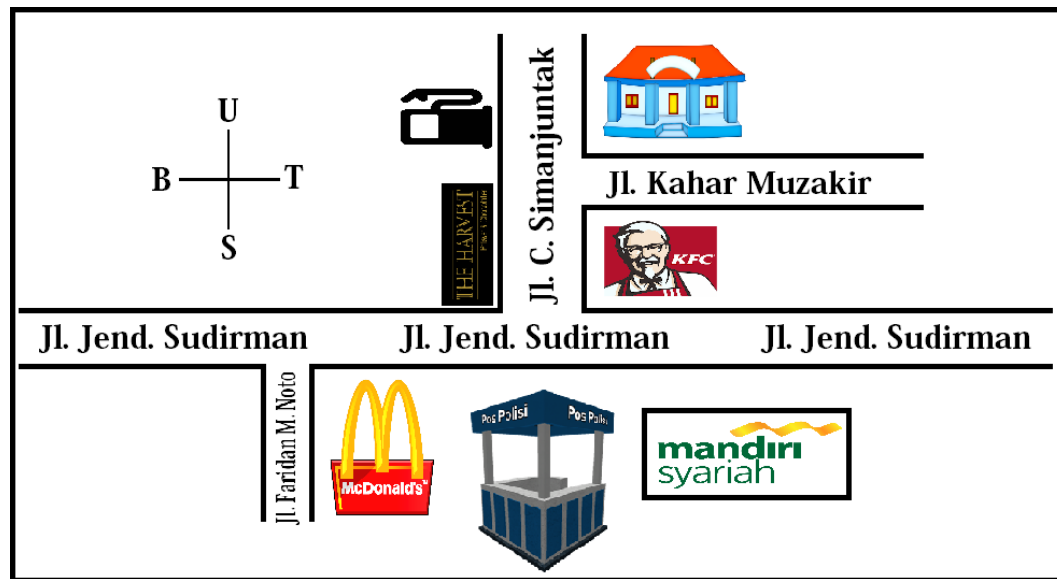 U
B
T
S
THE HARVEST
Jl. C. Simanjuntak
Jl. Kahar Muzakir
KFC
Jl. Jend. Sudirman
Jl. Jend. Sudirman
Jl. Jend. Sudirman
Jl. Faridan M. Noto
McDonald's
Pos Polisi
Pos Polisi
mandırı
syariah